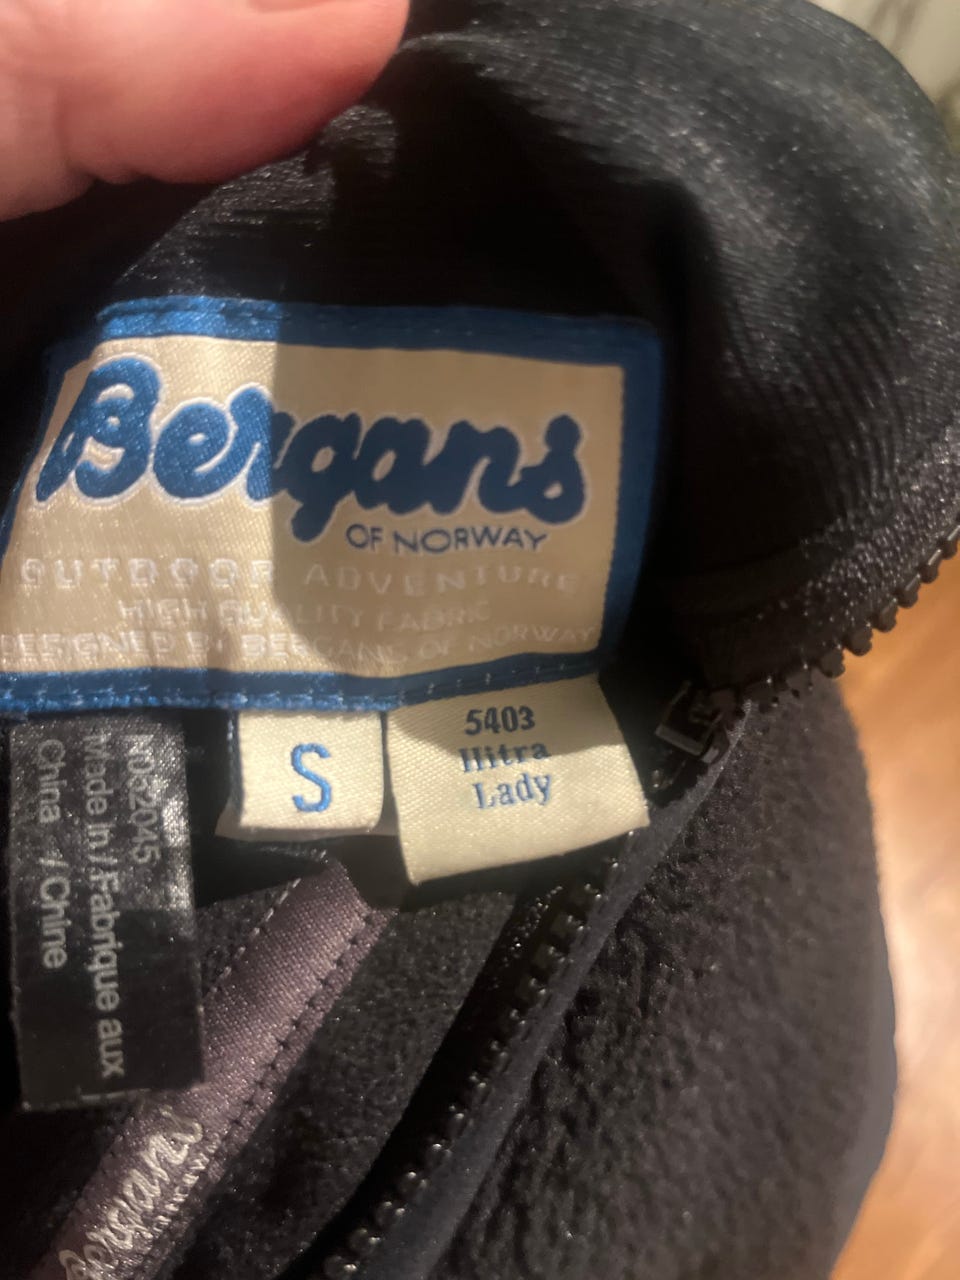 Bergans
OF NORWAY
OUTDOOR ADVENTURE
HIGH QUALITY FABRIC
DESIGNED BY BERGANS OF NORWAY
S
5403
Hitra
Lady
Made in / Fabriqué aux
China / Chine